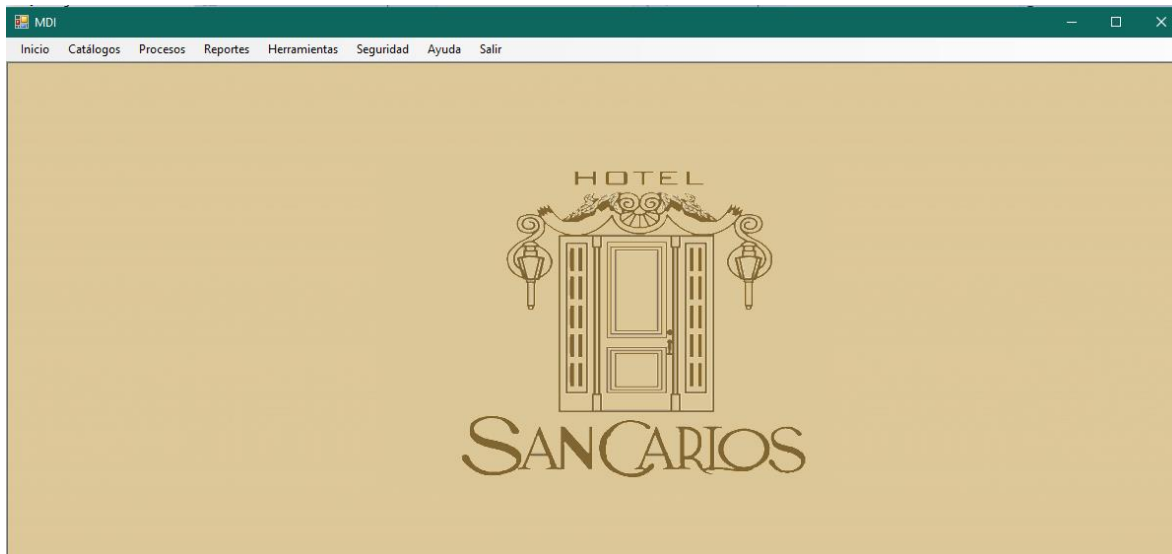 MDI
Inicio Catálogos Procesos Reportes Herramientas Seguridad Ayuda Salir
HOTEL
SANCARLOS